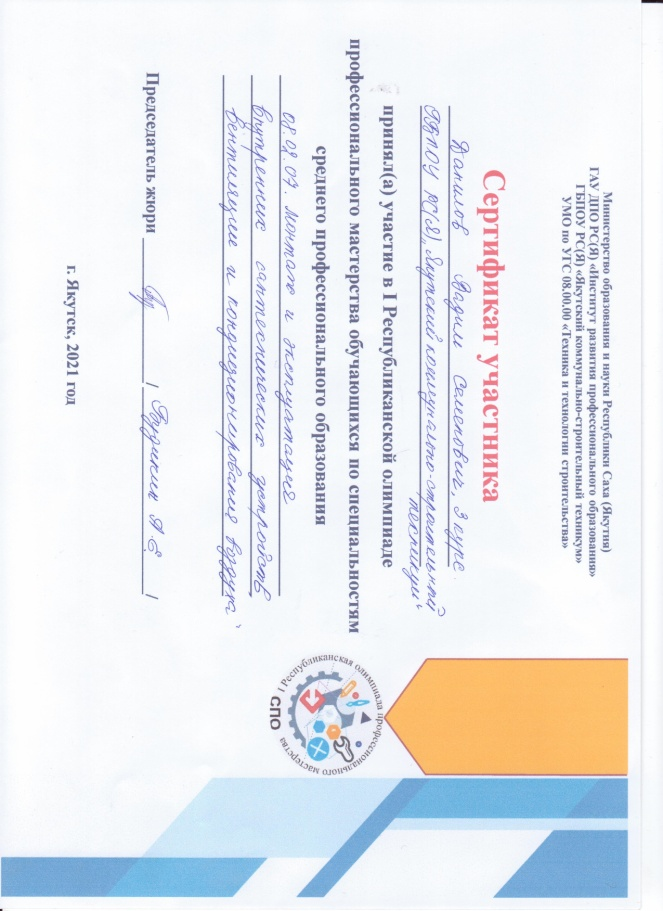 Министерство образования и науки Республики Саха (Якутия)
ГАУ ДПО РС(Я) «Институт развития профессионального образования»
ГБПОУ РС(Я) «Якутский коммунально-строительный техникум»
УМО по УГС 08.00.00 «Техника и технологии строительства»
Сертификат участника
Данилов Вадим Семенович, 3 курс.
ГБПОУ РС(Я) „Якутский коммунально-строительный
техникум“
принял(а) участие в I Республиканской олимпиаде
профессионального мастерства обучающихся по специальностям
среднего профессионального образования
08.02.07. Монтаж и эксплуатация
внутренних сантехнических устройств,
вентиляции и кондиционирования воздуха“
Председатель жюри / А.Е. /
г. Якутск, 2021 год
I Республиканская олимпиада профессионального мастерства
СПО